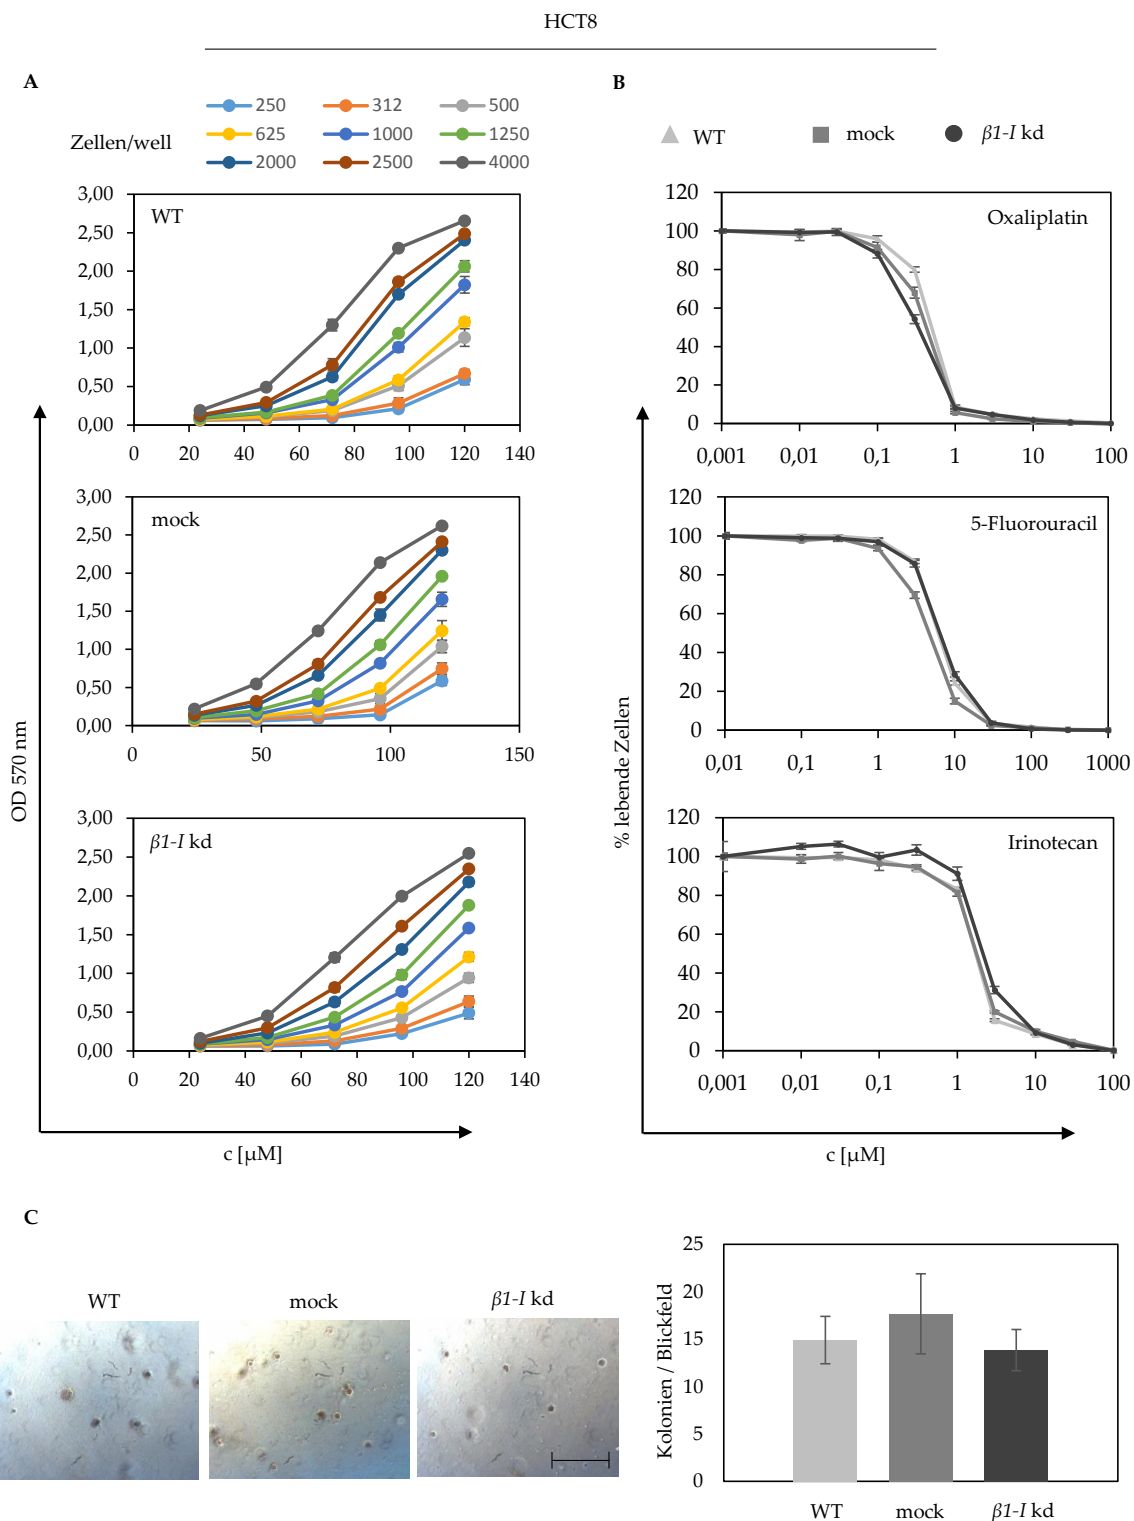 HCT8
A
Zellen/well
250 312 500
625 1000 1250
2000 2500 4000
OD 570 nm
WT
3,00
2,50
2,00
1,50
1,00
0,50
0,00
0 20 40 60 80 100 120 140
mock
3,00
2,50
2,00
1,50
1,00
0,50
0,00
0 50 100 150
β1-I kd
3,00
2,50
2,00
1,50
1,00
0,50
0,00
0 20 40 60 80 100 120 140
c [µM]
B
WT mock β1-I kd
% lebende Zellen
Oxaliplatin
120
100
80
60
40
20
0
0,001 0,01 0,1 1 10 100
5-Fluorouracil
120
100
80
60
40
20
0
0,01 0,1 1 10 100 1000
Irinotecan
120
100
80
60
40
20
0
0,001 0,01 0,1 1 10 100
c [µM]
C
WT mock β1-I kd
Kolonien / Blickfeld
25
20
15
10
5
0
WT mock β1-I kd